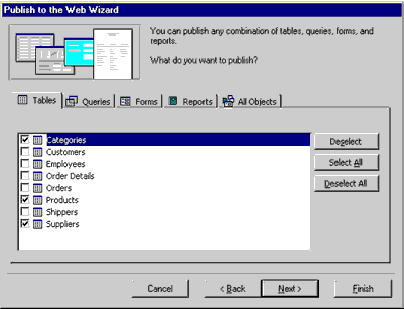 Publish to the Web Wizard
You can publish any combination of tables, queries, forms, and
reports.
What do you want to publish?
Tables Queries Forms Reports All Objects
Categories
Customers
Employees
Order Details
Orders
Products
Shippers
Suppliers
Deselect
Select All
Deselect All
Cancel < Back Next > Finish